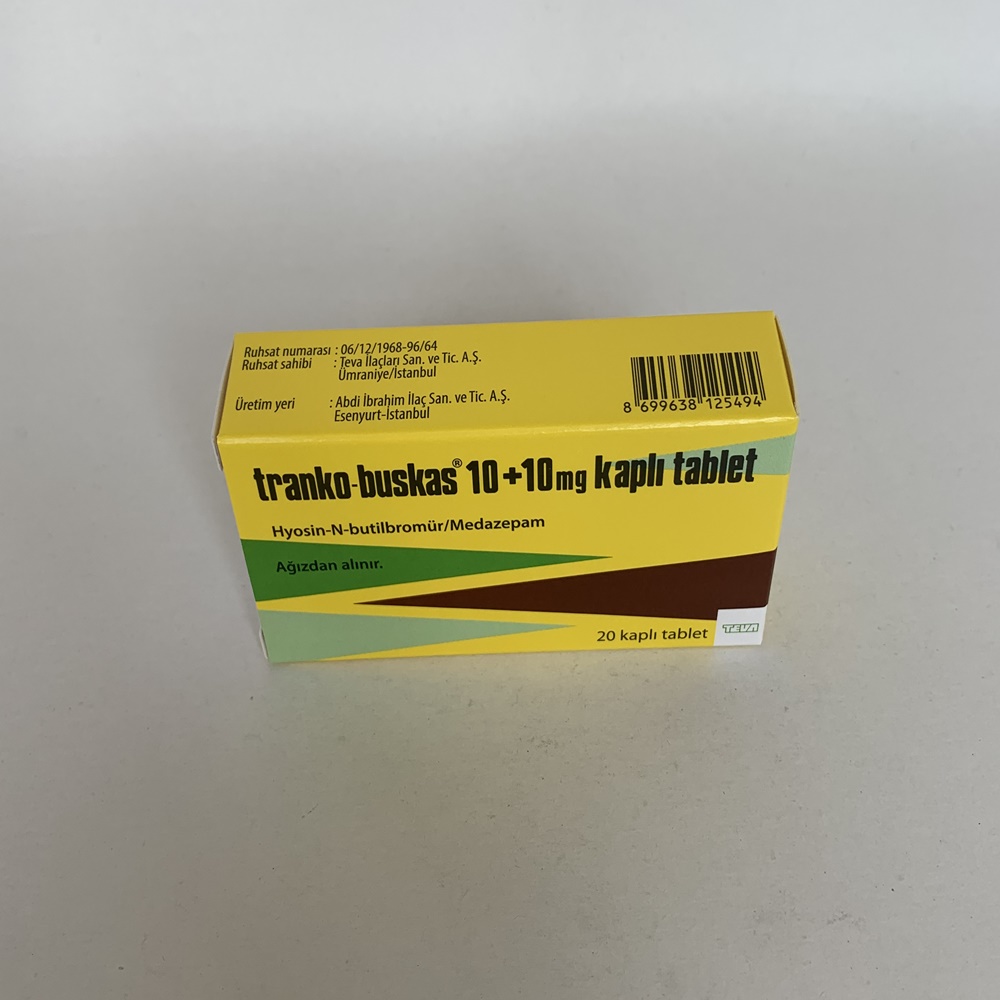 Ruhsat numarası : 06/12/1968-96/64
Ruhsat sahibi : Teva İlaçları San. ve Tic. A.Ş.
Ümraniye/İstanbul
Üretim yeri : Abdi İbrahim İlaç San. ve Tic. A.Ş.
Esenyurt-İstanbul
8 699638 125494
tranko-buskas® 10+10mg kaplı tablet
Hyosin-N-butilbromür/Medazepam
Ağızdan alınır.
20 kaplı tablet
TEVA